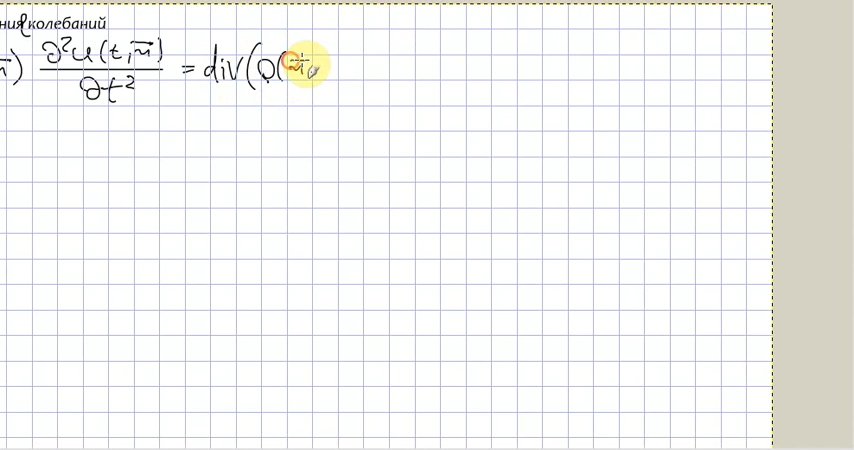 ния колебаний
) ∂²u(t, x⃗) / ∂t² = div(p(x⃗